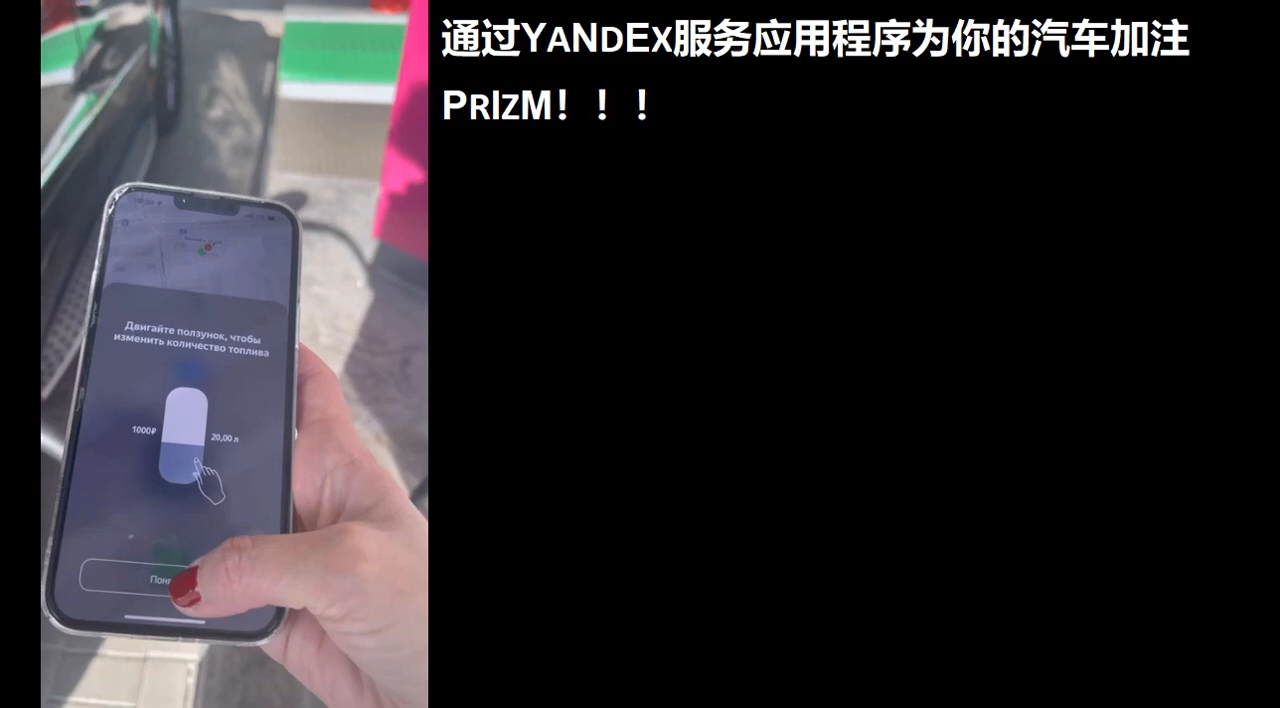 通过YANDEX服务应用程序为你的汽车加注
PRIZM！！！
Двигайте ползунок, чтобы
изменить количество топлива
1000₽
20,00 л